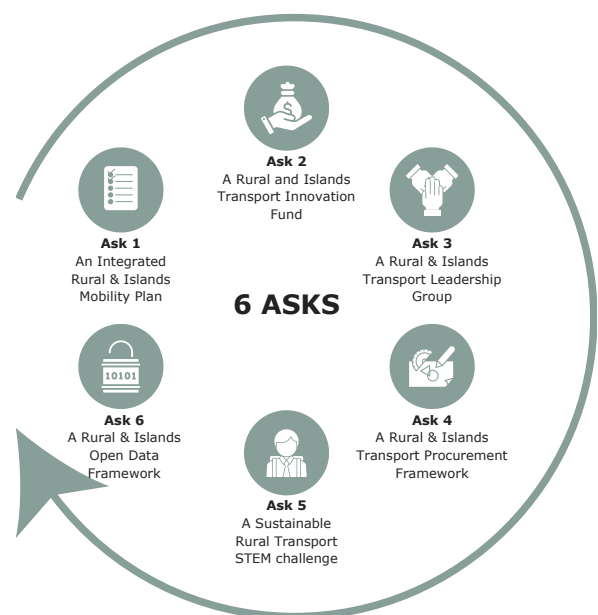 Ask 1
An Integrated
Rural & Islands
Mobility Plan
Ask 2
A Rural and Islands
Transport Innovation
Fund
Ask 3
A Rural & Islands
Transport Leadership
Group
6 ASKS
Ask 4
A Rural & Islands
Transport Procurement
Framework
Ask 5
A Sustainable
Rural Transport
STEM challenge
10101
Ask 6
A Rural & Islands
Open Data
Framework